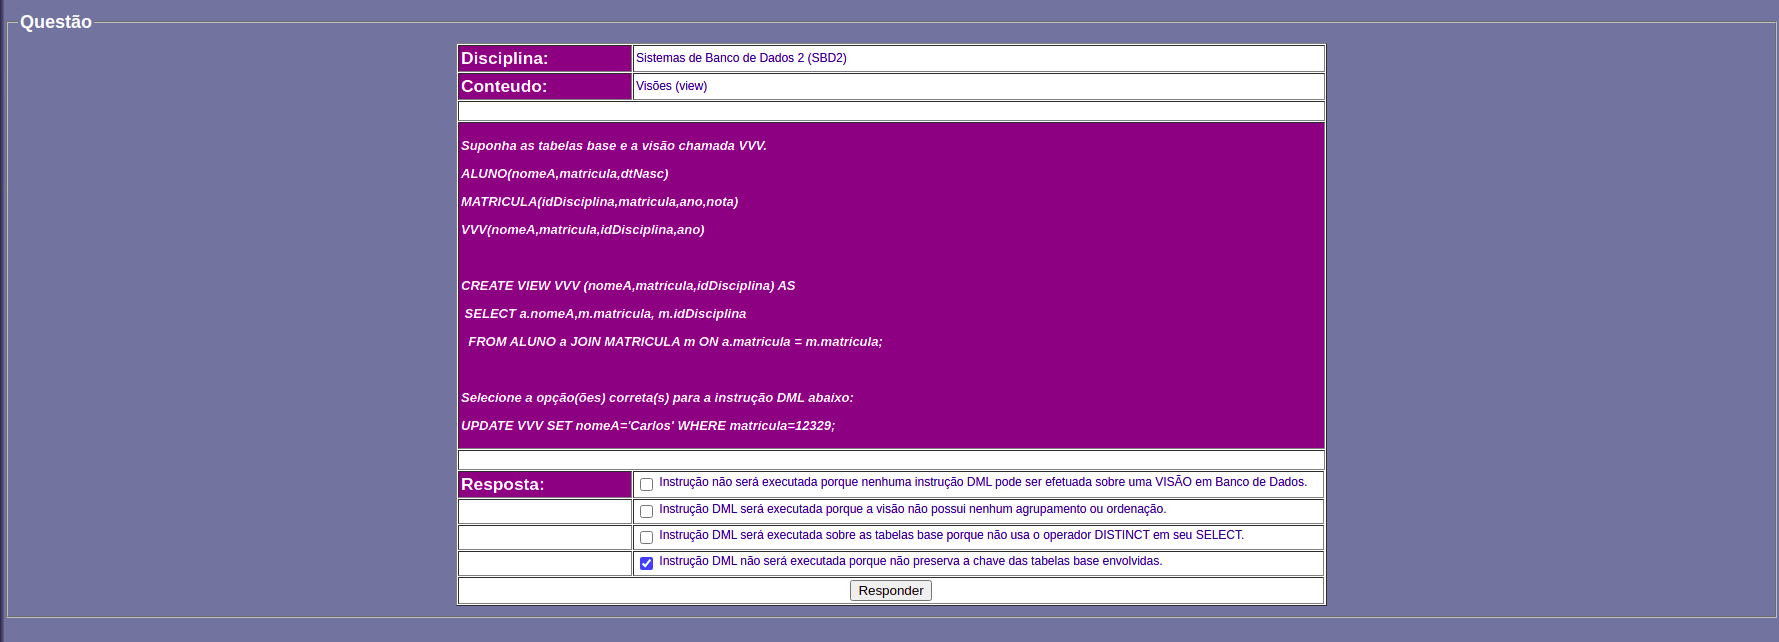 Questão
Disciplina: Sistemas de Banco de Dados 2 (SBD2)
Conteudo: Visões (view)
Suponha as tabelas base e a visão chamada VVV.
ALUNO(nomeA,matricula,dtNasc)
MATRICULA(idDisciplina,matricula,ano,nota)
VVV(nomeA,matricula,idDisciplina,ano)
CREATE VIEW VVV (nomeA,matricula,idDisciplina) AS
SELECT a.nomeA,m.matricula, m.idDisciplina
FROM ALUNO a JOIN MATRICULA m ON a.matricula = m.matricula;
Selecione a opção(ões) correta(s) para a instrução DML abaixo:
UPDATE VVV SET nomeA='Carlos' WHERE matricula=12329;
Resposta: Instrução não será executada porque nenhuma instrução DML pode ser efetuada sobre uma VISÃO em Banco de Dados.
Instrução DML será executada porque a visão não possui nenhum agrupamento ou ordenação.
Instrução DML será executada sobre as tabelas base porque não usa o operador DISTINCT em seu SELECT.
Instrução DML não será executada porque não preserva a chave das tabelas base envolvidas.
Responder